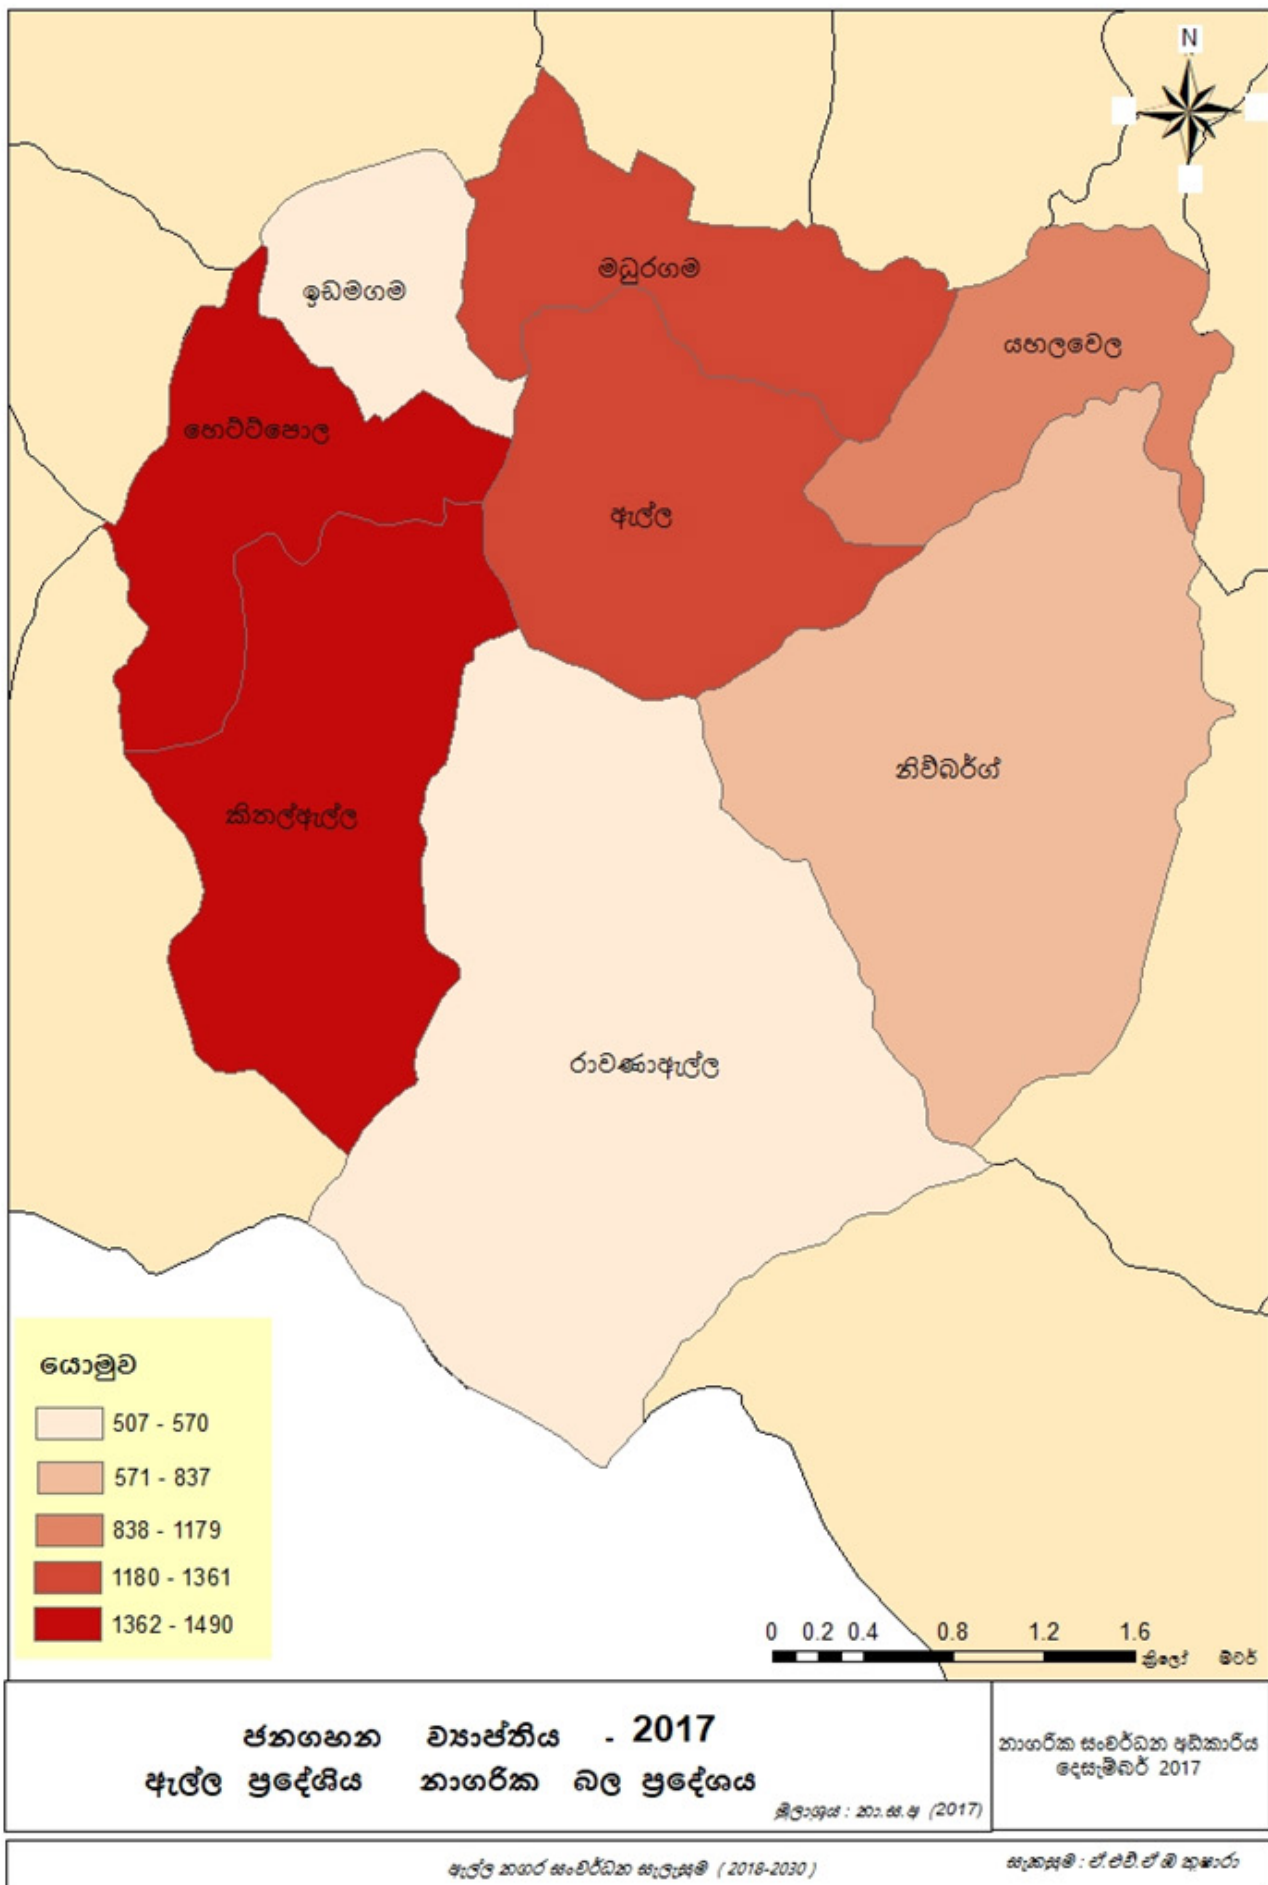 N
මධුරගම
ඉඩමගම
යහලවෙල
හෙට්ට්පොල
ඇල්ල
නිව්බර්ග්
කිතල්ඇල්ල
රාවණාඇල්ල
යොමුව
507 - 570
571 - 837
838 - 1179
1180 - 1361
1362 - 1490
0 0.2 0.4 0.8 1.2 1.6
කිලෝ මීටර්
ජනගහන ව්‍යාප්තිය - 2017
ඇල්ල ප්‍රදේශිය නාගරික බල ප්‍රදේශය
මූලාශ්‍රය : නා.ස.අ (2017)
නාගරික සංවර්ධන අධිකාරිය
දෙසැම්බර් 2017
ඇල්ල නගර සංවර්ධන සැලැසුම ( 2018-2030 )
සැකසුම : ඒ.එච්.ඒ